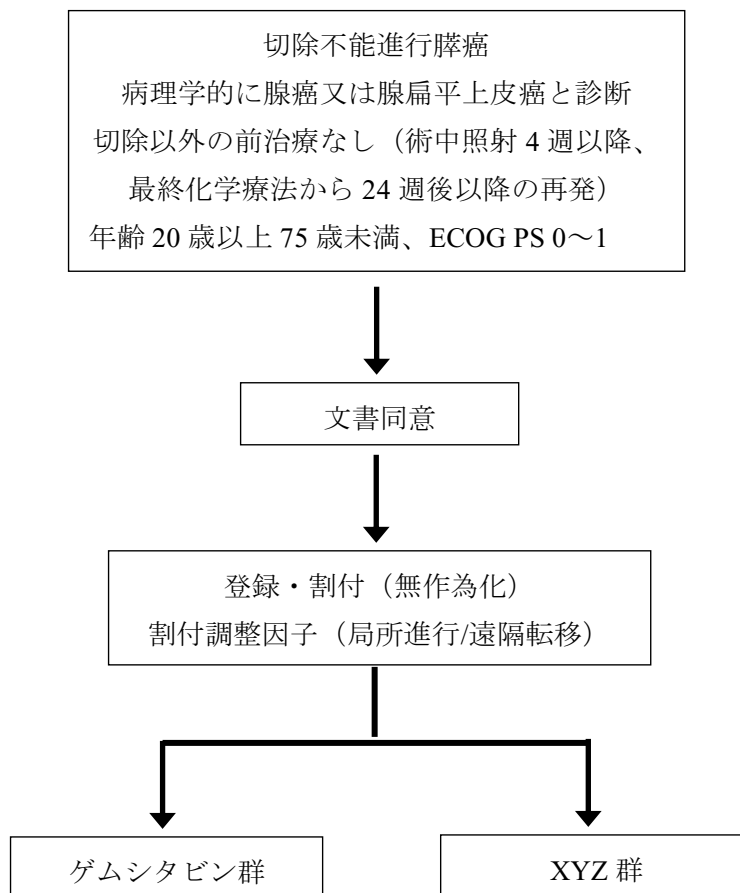 切除不能進行膵癌
病理学的に腺癌又は腺扁平上皮癌と診断
切除以外の前治療なし（術中照射 4 週以降、
最終化学療法から 24 週後以降の再発）
年齢 20 歳以上 75 歳未満、ECOG PS 0～1
文書同意
登録・割付（無作為化）
割付調整因子（局所進行/遠隔転移）
ゲムシタビン群
XYZ 群